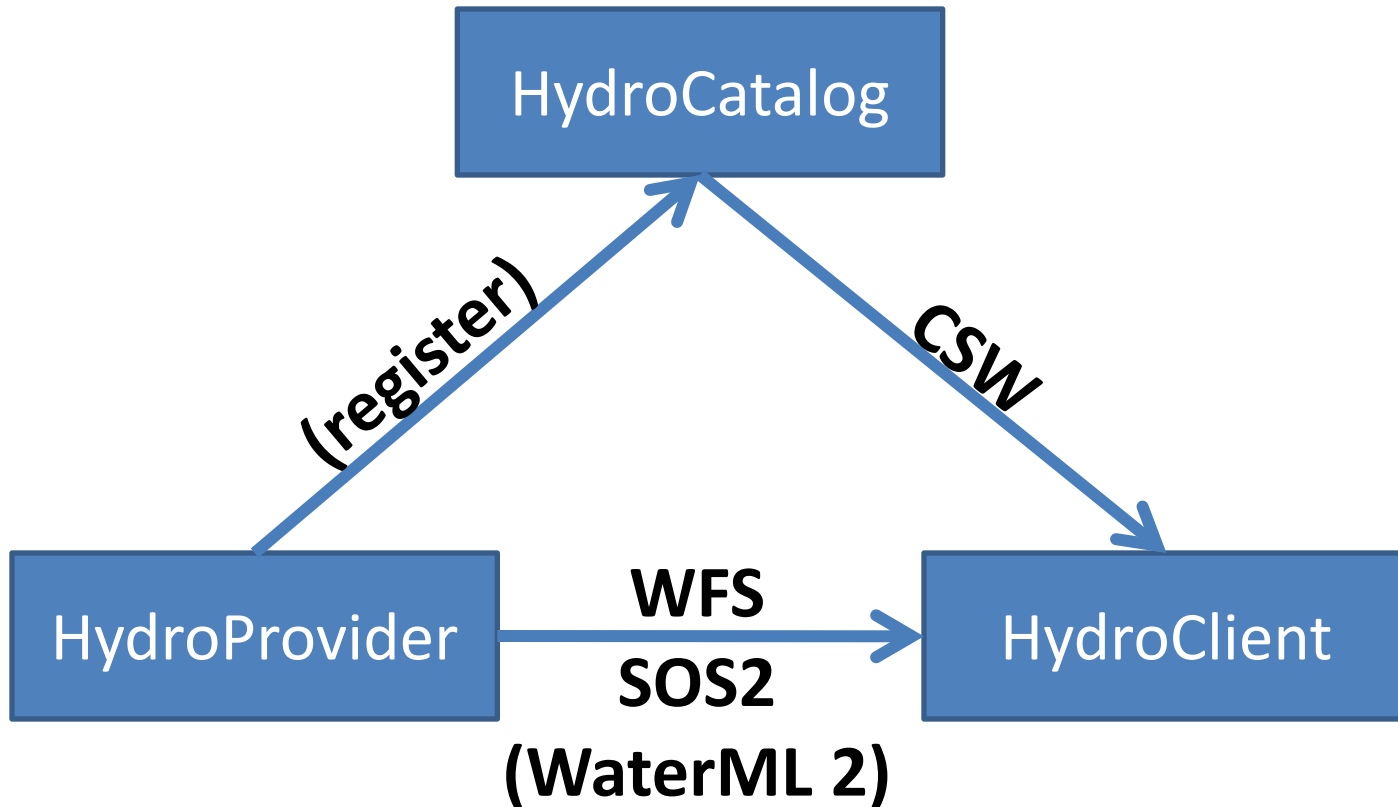 HydroCatalog
(register)
CSW
HydroProvider
WFS
SOS2
(WaterML 2)
HydroClient